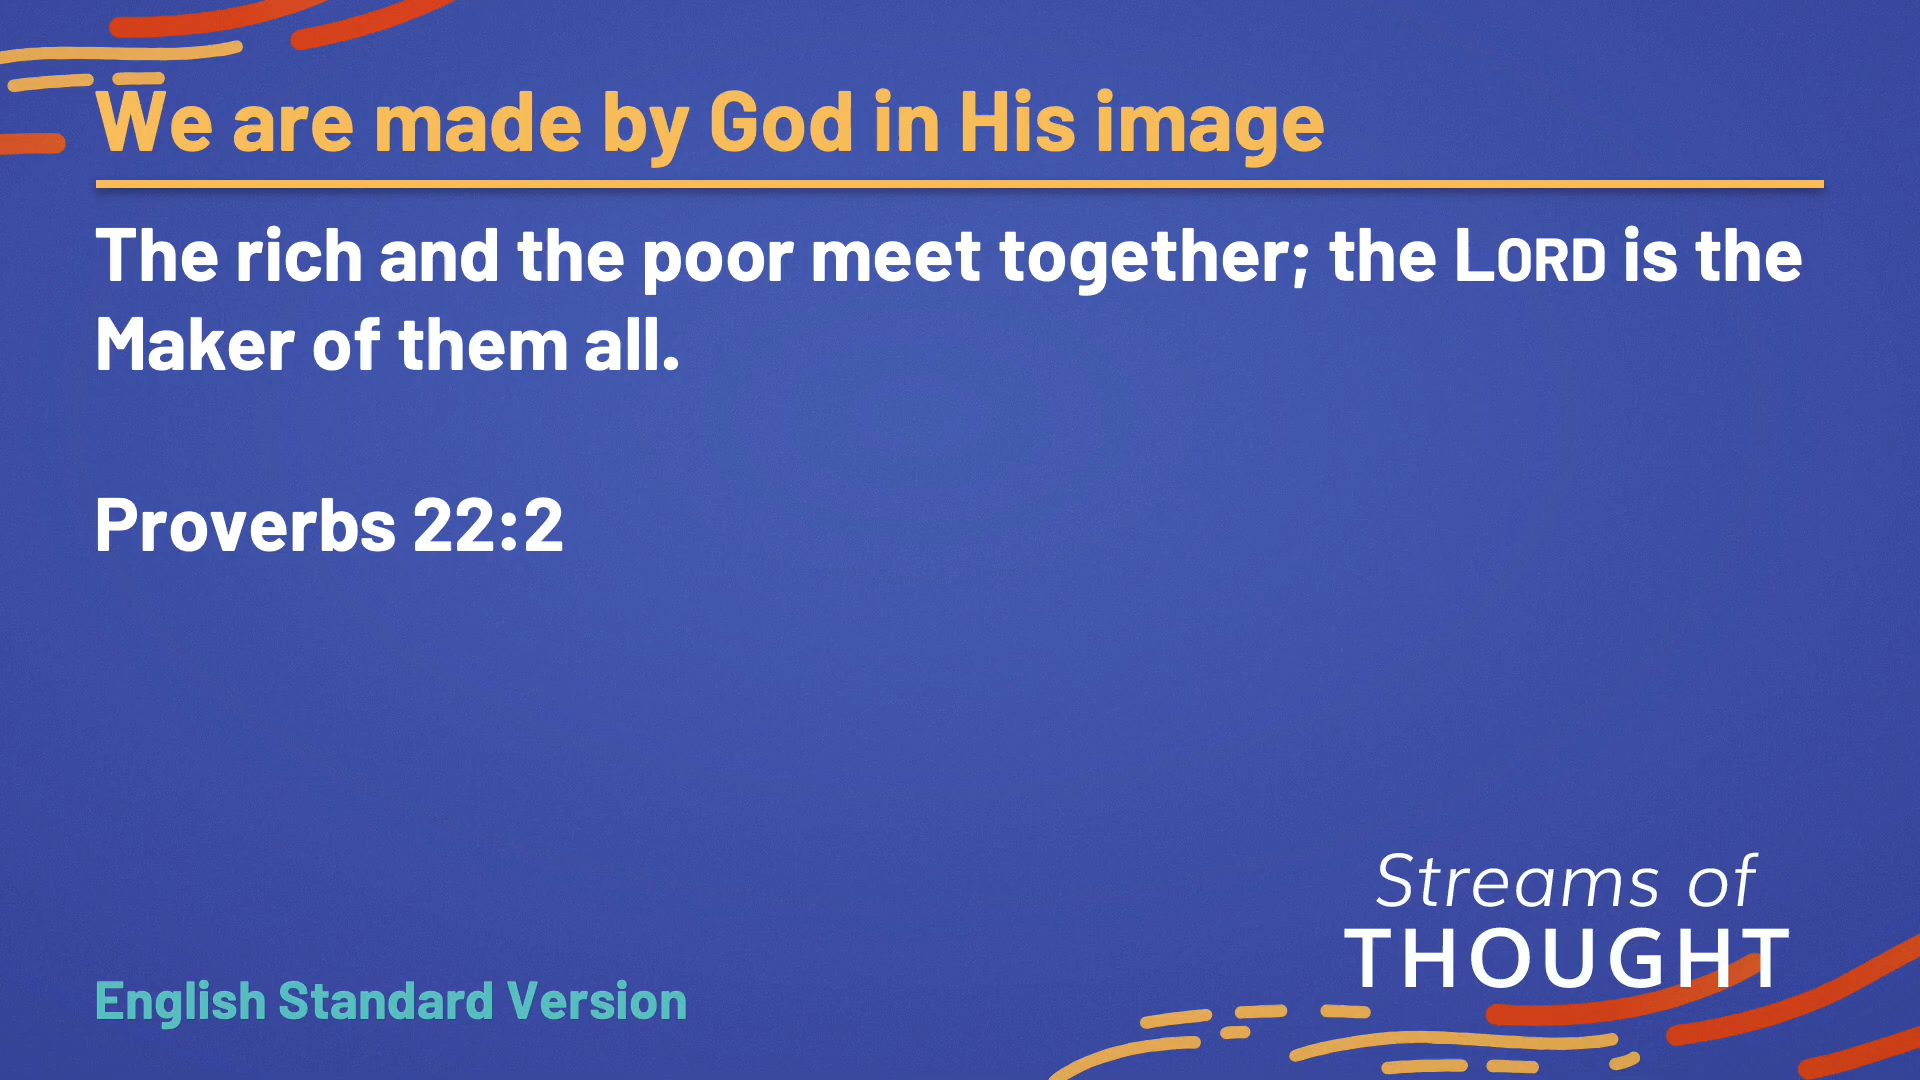 We are made by God in His image
The rich and the poor meet together; the LORD is the
Maker of them all.
Proverbs 22:2
Streams of
THOUGHT
English Standard Version